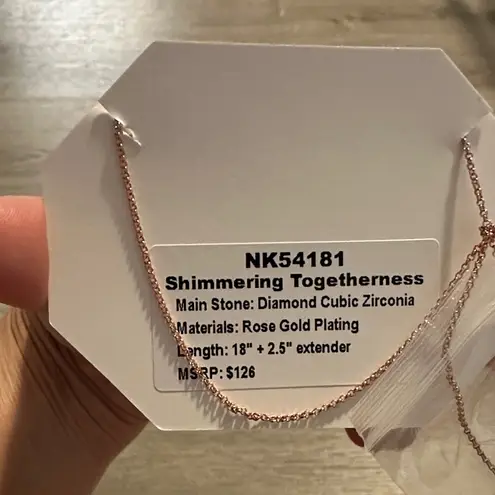 NK54181
Shimmering Togetherness
Main Stone: Diamond Cubic Zirconia
Materials: Rose Gold Plating
Length: 18" + 2.5" extender
MSRP: $126